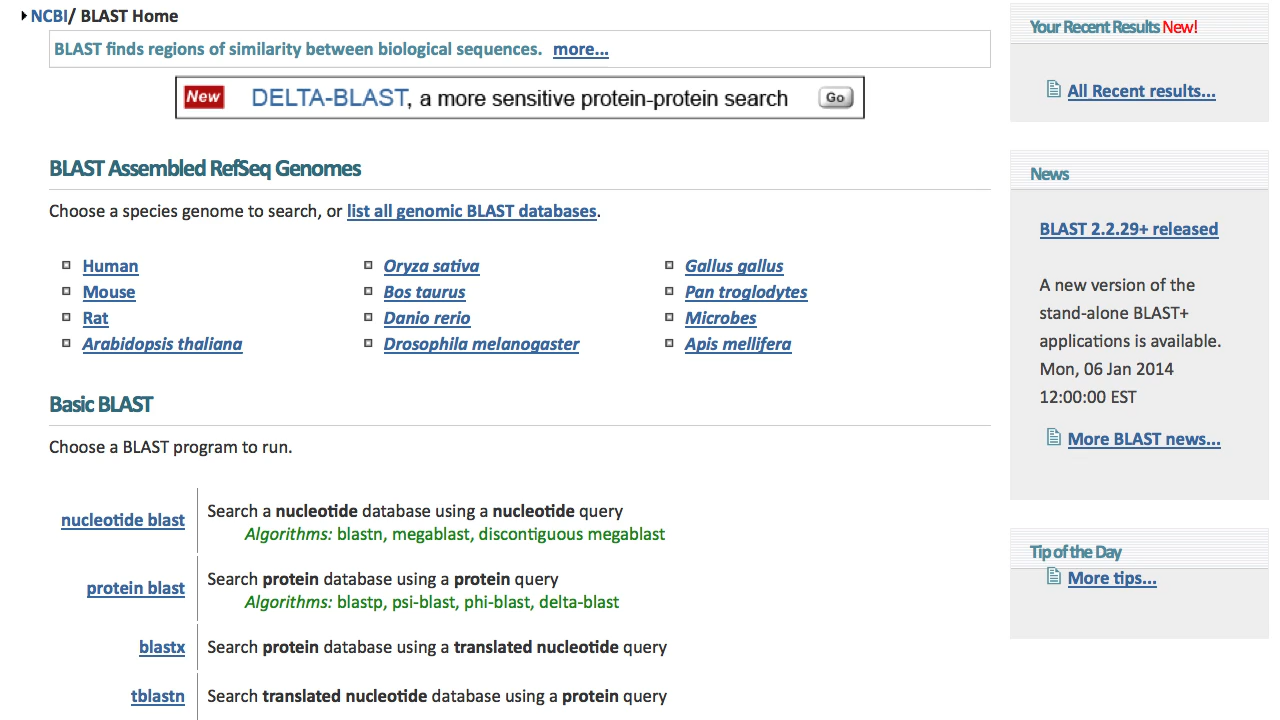 NCBI/ BLAST Home
BLAST finds regions of similarity between biological sequences. more...
New DELTA-BLAST, a more sensitive protein-protein search Go
BLAST Assembled RefSeq Genomes
Choose a species genome to search, or list all genomic BLAST databases.
Human
Mouse
Rat
Arabidopsis thaliana
Oryza sativa
Bos taurus
Danio rerio
Drosophila melanogaster
Gallus gallus
Pan troglodytes
Microbes
Apis mellifera
Basic BLAST
Choose a BLAST program to run.
nucleotide blast
Search a nucleotide database using a nucleotide query
Algorithms: blastn, megablast, discontiguous megablast
protein blast
Search protein database using a protein query
Algorithms: blastp, psi-blast, phi-blast, delta-blast
blastx
Search protein database using a translated nucleotide query
tblastn
Search translated nucleotide database using a protein query
Your Recent Results New!
All Recent results...
News
BLAST 2.2.29+ released
A new version of the
stand-alone BLAST+
applications is available.
Mon, 06 Jan 2014
12:00:00 EST
More BLAST news...
Tip of the Day
More tips...